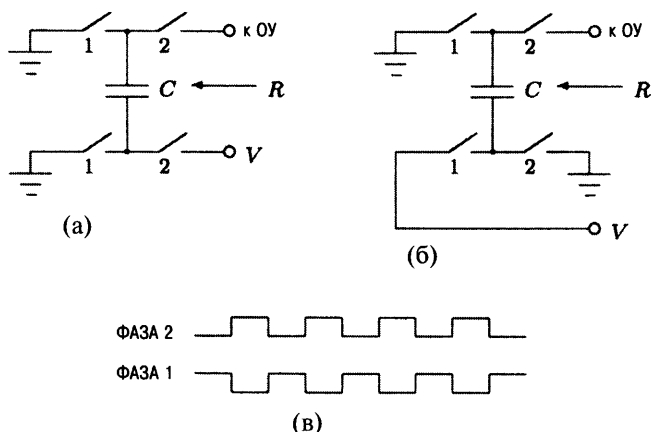 1 2 к ОУ
1 2 к ОУ
C R
C R
1 2 V
1 2
V
(а)
(б)
ФАЗА 2
ФАЗА 1
(в)